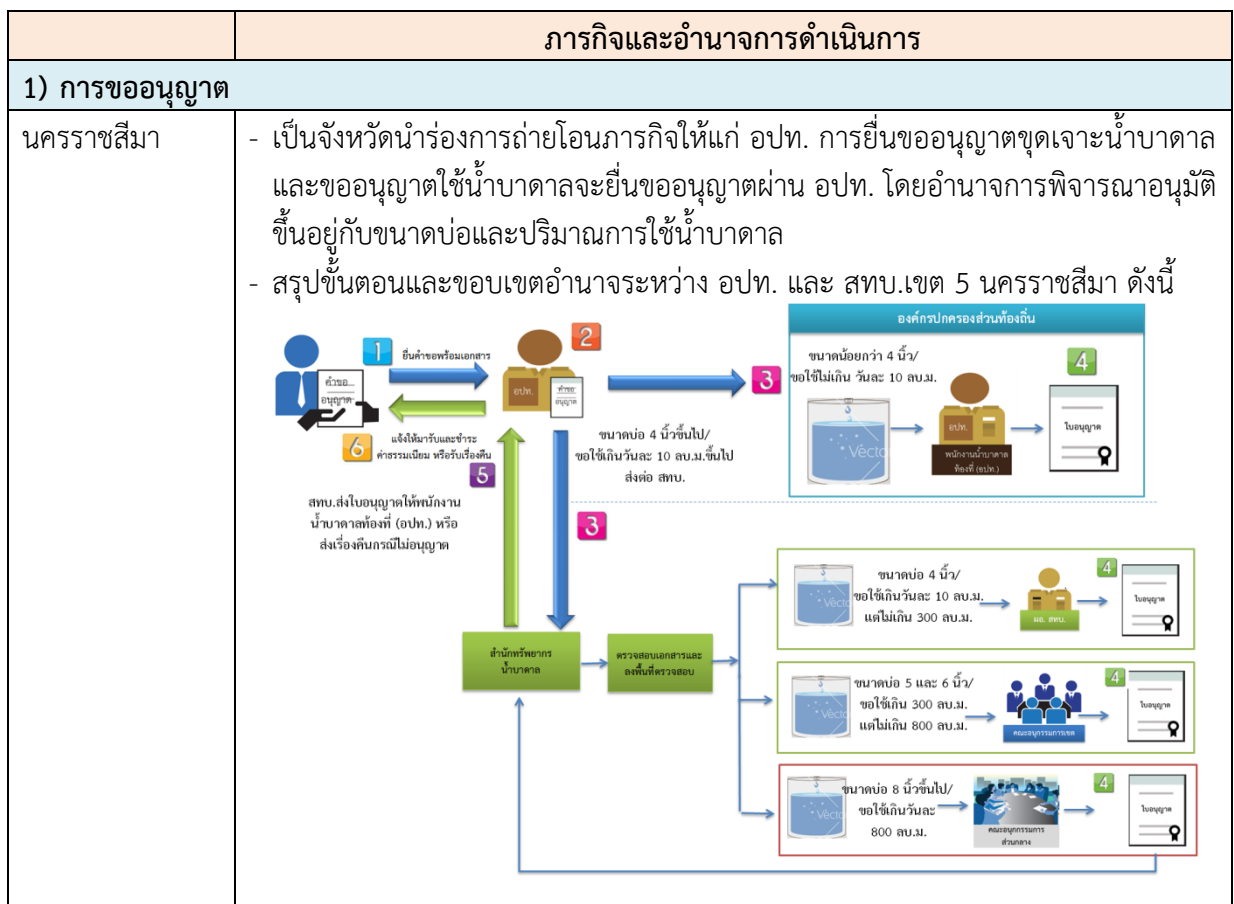 ภารกิจและอำนาจการดำเนินการ
1) การขออนุญาต
นครราชสีมา
- เป็นจังหวัดนำร่องการถ่ายโอนภารกิจให้แก่ อปท. การยื่นขออนุญาตขุดเจาะน้ำบาดาล
และขออนุญาตใช้น้ำบาดาลจะยื่นขออนุญาตผ่าน อปท. โดยอำนาจการพิจารณาอนุมัติ
ขึ้นอยู่กับขนาดบ่อและปริมาณการใช้น้ำบาดาล
- สรุปขั้นตอนและขอบเขตอำนาจระหว่าง อปท. และ สทบ.เขต 5 นครราชสีมา ดังนี้
คำขอ...
อนุญาต
1
ยื่นคำขอพร้อมเอกสาร
2
อปท.
คำขอ
อนุญาต
6
แจ้งให้มารับและชำระ
ค่าธรรมเนียม หรือรับเรื่องคืน
3
องค์กรปกครองส่วนท้องถิ่น
ขนาดน้อยกว่า 4 นิ้ว/
ขอใช้ไม่เกิน วันละ 10 ลบ.ม.
Vecto
อปท.
พนักงานน้ำบาดาล
ท้องที่ (อปท.)
4
ใบอนุญาต
ขนาดบ่อ 4 นิ้วขึ้นไป/
ขอใช้เกินวันละ 10 ลบ.ม.ขึ้นไป
ส่งต่อ สทบ.
5
สทบ.ส่งใบอนุญาตให้พนักงาน
น้ำบาดาลท้องที่ (อปท.) หรือ
ส่งเรื่องคืนกรณีไม่อนุญาต
3
สำนักทรัพยากร
น้ำบาดาล
ตรวจสอบเอกสารและ
ลงพื้นที่ตรวจสอบ
Vecto
ขนาดบ่อ 4 นิ้ว/
ขอใช้เกินวันละ 10 ลบ.ม.
แต่ไม่เกิน 300 ลบ.ม.
ผอ. สทบ.
4
ใบอนุญาต
Vecto
ขนาดบ่อ 5 และ 6 นิ้ว/
ขอใช้เกิน 300 ลบ.ม.
แต่ไม่เกิน 800 ลบ.ม.
คณะอนุกรรมการเขต
4
ใบอนุญาต
Vecto
ขนาดบ่อ 8 นิ้วขึ้นไป/
ขอใช้เกินวันละ
800 ลบ.ม.
คณะอนุกกรรมการ
ส่วนกลาง
4
ใบอนุญาต